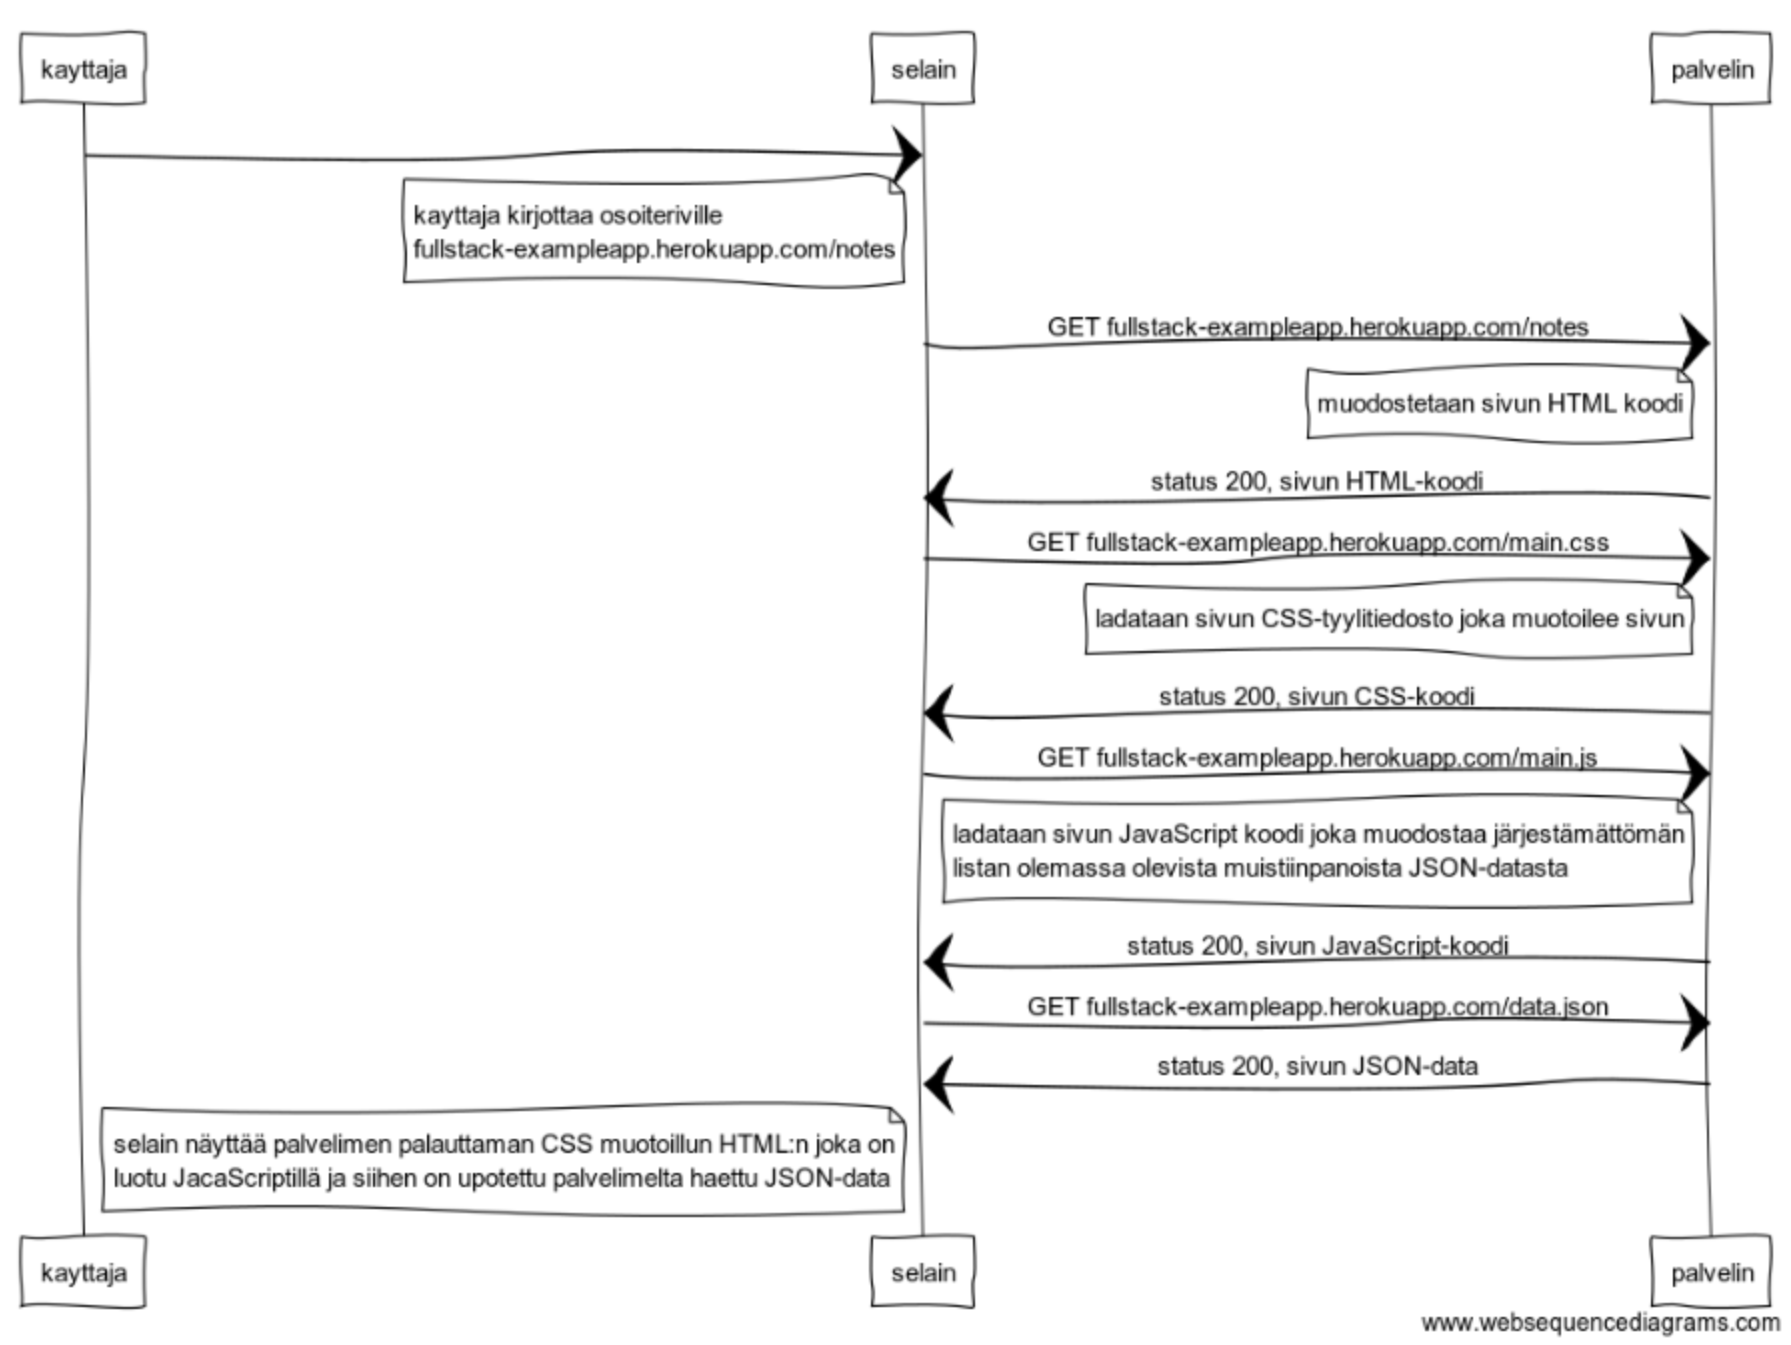 kayttaja
selain
palvelin
kayttaja kirjottaa osoiteriville
fullstack-exampleapp.herokuapp.com/notes
GET fullstack-exampleapp.herokuapp.com/notes
muodostetaan sivun HTML koodi
status 200, sivun HTML-koodi
GET fullstack-exampleapp.herokuapp.com/main.css
ladataan sivun CSS-tyylitiedosto joka muotoilee sivun
status 200, sivun CSS-koodi
GET fullstack-exampleapp.herokuapp.com/main.js
ladataan sivun JavaScript koodi joka muodostaa järjestämättömän
listan olemassa olevista muistiinpanoista JSON-datasta
status 200, sivun JavaScript-koodi
GET fullstack-exampleapp.herokuapp.com/data.json
status 200, sivun JSON-data
selain näyttää palvelimen palauttaman CSS muotoillun HTML:n joka on
luotu JacaScriptillä ja siihen on upotettu palvelimelta haettu JSON-data
kayttaja
selain
palvelin
www.websequencediagrams.com